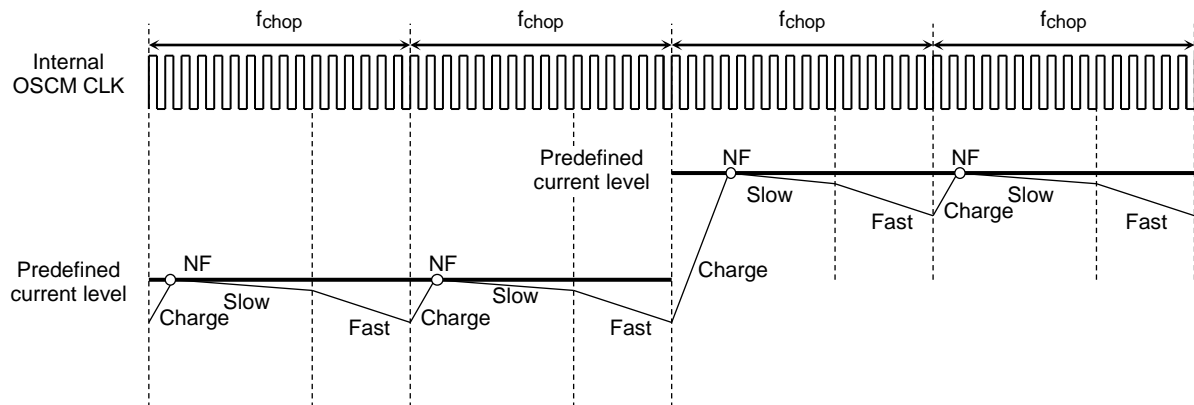 fchop fchop fchop fchop
Internal
OSCM CLK
Predefined
current level
NF
Slow
Fast
Charge
NF
Slow
Fast
Charge
Predefined
current level
NF
Slow
Fast
Charge
NF
Slow
Fast
Charge